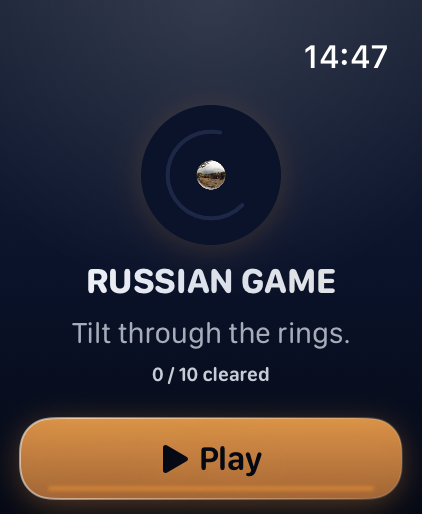 14:47
RUSSIAN GAME
Tilt through the rings.
0 / 10 cleared
Play